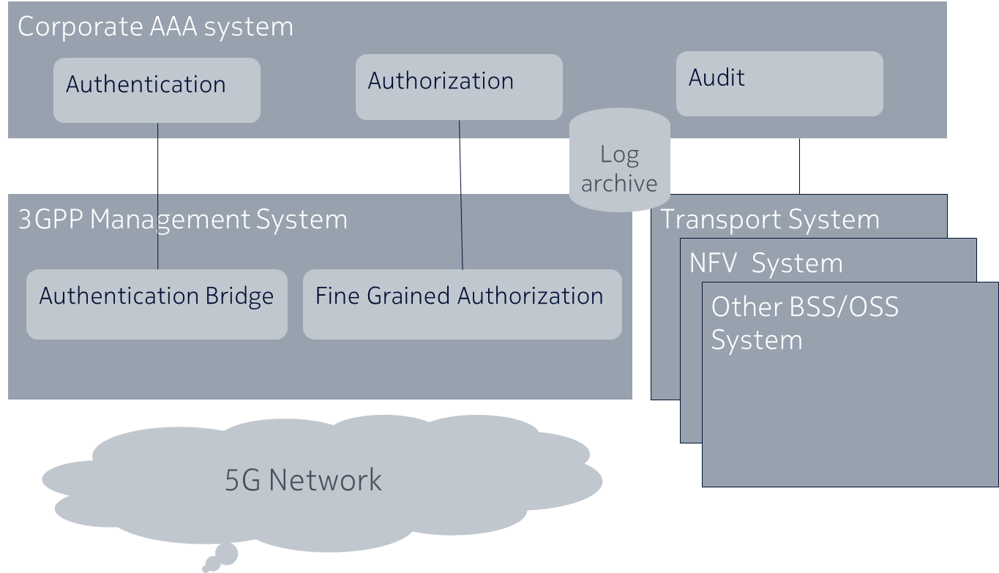 Corporate AAA system
Authentication
Authorization
Audit
Log
archive
3GPP Management System
Authentication Bridge
Fine Grained Authorization
Transport System
NFV  System
Other BSS/OSS
System
5G Network